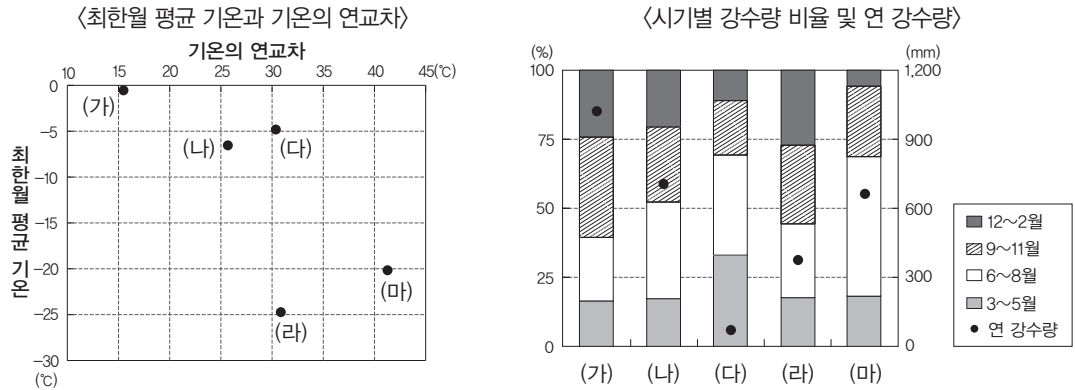 〈최한월 평균 기온과 기온의 연교차〉
기온의 연교차
10 15 20 25 30 35 40 45(℃)
0
-5
-10
-15
-20
-25
-30
(℃)
최한월 평균 기온
(가)
(나)
(다)
(마)
(라)
〈시기별 강수량 비율 및 연 강수량〉
(%) (mm)
100 1,200
75 900
50 600
25 300
0 0
(가) (나) (다) (라) (마)
12~2월
9~11월
6~8월
3~5월
연 강수량